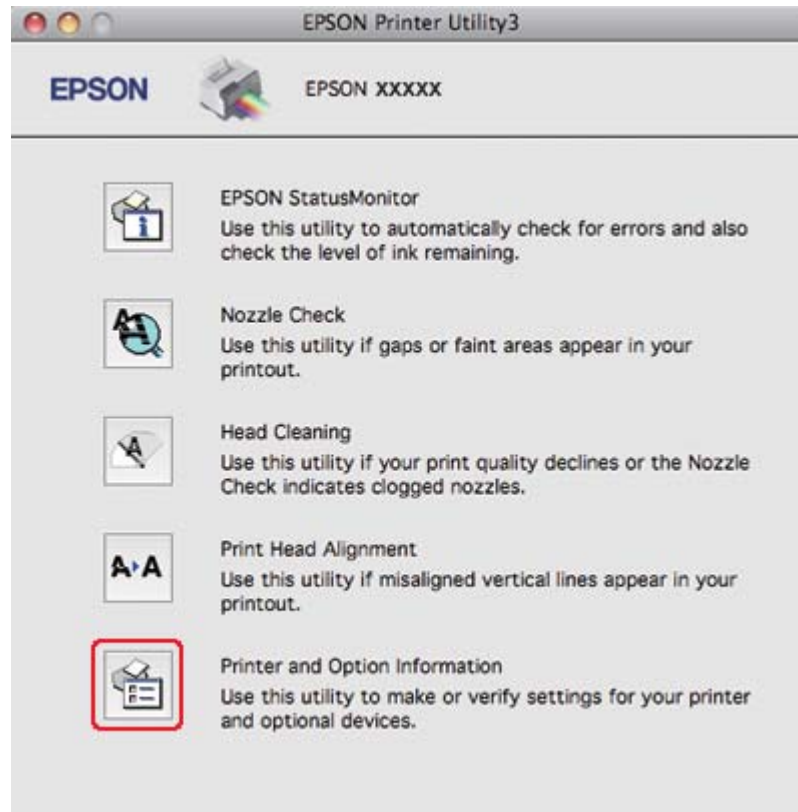 EPSON Printer Utility3
EPSON
EPSON XXXXX
EPSON StatusMonitor
Use this utility to automatically check for errors and also
check the level of ink remaining.
Nozzle Check
Use this utility if gaps or faint areas appear in your
printout.
Head Cleaning
Use this utility if your print quality declines or the Nozzle
Check indicates clogged nozzles.
Print Head Alignment
Use this utility if misaligned vertical lines appear in your
printout.
Printer and Option Information
Use this utility to make or verify settings for your printer
and optional devices.